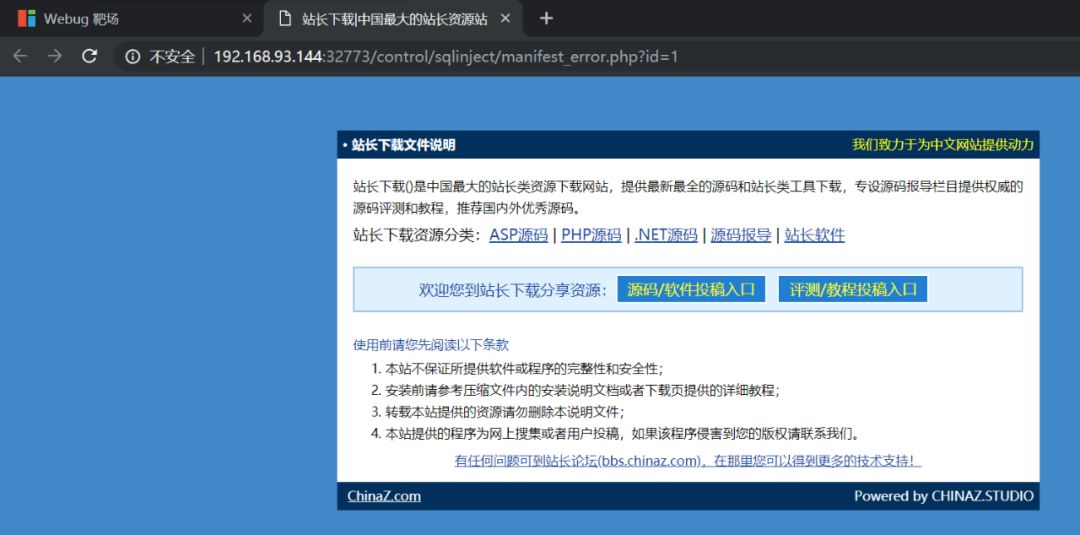 Webug 靶场
站长下载|中国最大的站长资源站
不安全 | 192.168.93.144:32773/control/sqlinject/manifest_error.php?id=1
• 站长下载文件说明 我们致力于为中文网站提供动力
站长下载()是中国最大的站长类资源下载网站，提供最新最全的源码和站长类工具下载，专设源码报导栏目提供权威的
源码评测和教程，推荐国内外优秀源码。
站长下载资源分类：ASP源码 | PHP源码 | .NET源码 | 源码报导 | 站长软件
欢迎您到站长下载分享资源： 源码/软件投稿入口 评测/教程投稿入口
使用前请您先阅读以下条款
1. 本站不保证所提供软件或程序的完整性和安全性；
2. 安装前请参考压缩文件内的安装说明文档或者下载页提供的详细教程；
3. 转载本站提供的资源请勿删除本说明文件；
4. 本站提供的程序为网上搜集或者用户投稿，如果该程序侵害到您的版权请联系我们。
有任何问题可到站长论坛(bbs.chinaz.com)，在那里您可以得到更多的技术支持！
ChinaZ.com Powered by CHINAZ.STUDIO